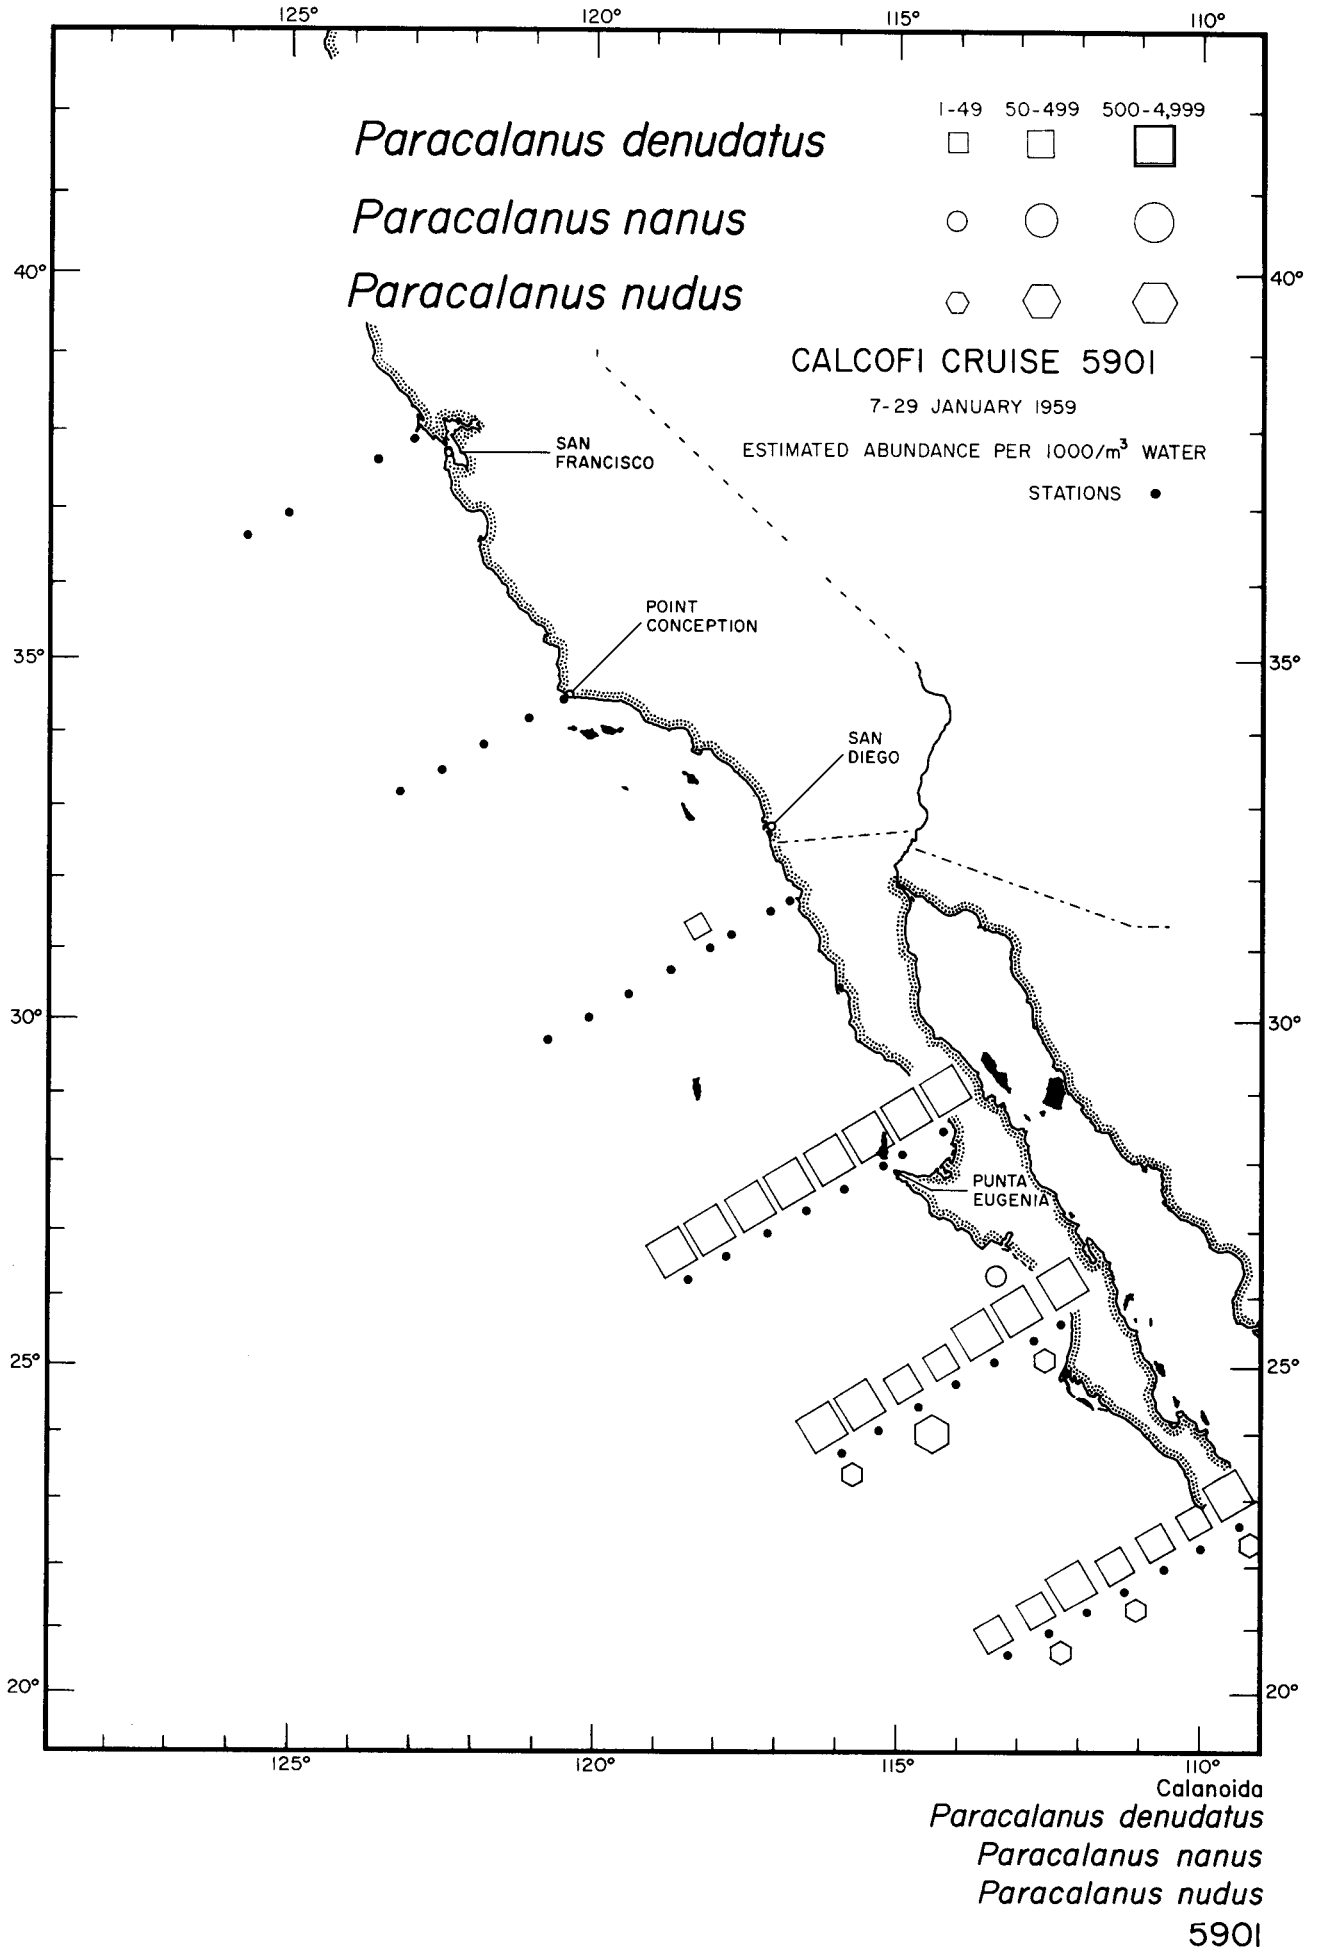 125° 120° 115° 110°
1-49 50-499 500-4,999
Paracalanus denudatus
Paracalanus nanus
40° 40°
Paracalanus nudus
CALCOFI CRUISE 5901
7-29 JANUARY 1959
SAN
FRANCISCO
ESTIMATED ABUNDANCE PER 1000/m³ WATER
STATIONS
POINT
CONCEPTION
35° 35°
SAN
DIEGO
30° 30°
PUNTA
EUGENIA
25° 25°
20° 20°
125° 120° 115° 110°
Calanoida
Paracalanus denudatus
Paracalanus nanus
Paracalanus nudus
5901